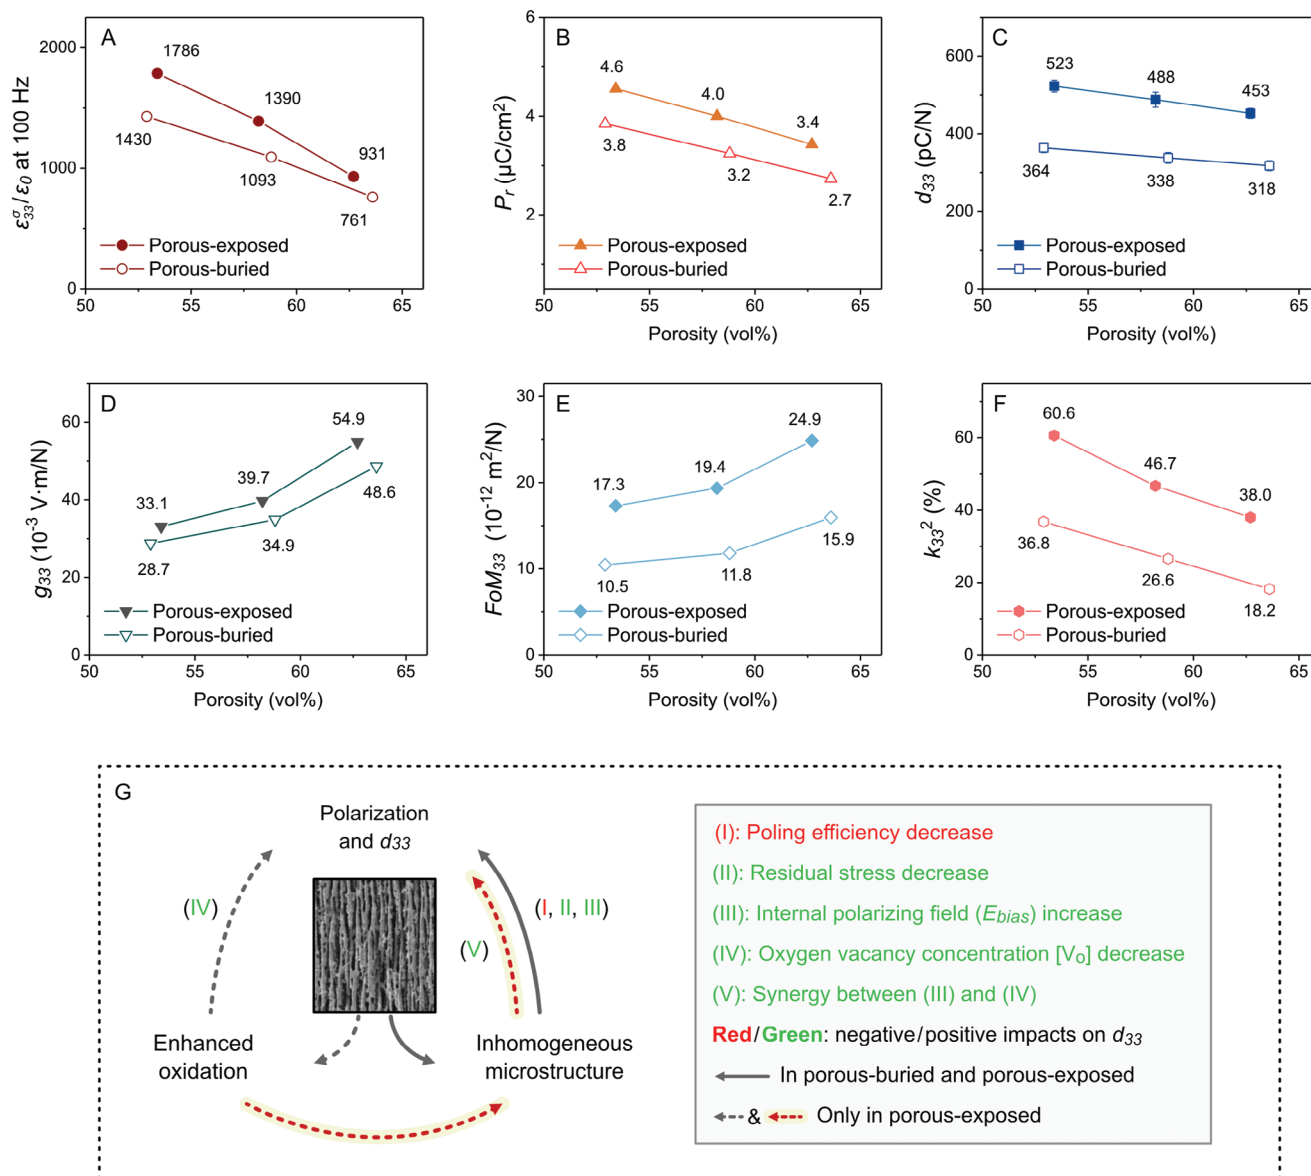 A
ε33σ/ε0 at 100 Hz
2000
1000
0
1786
1390
931
1430
1093
761
Porous-exposed
Porous-buried
50 55 60 65
Porosity (vol%)
B
Pr (µC/cm²)
6
4
2
0
4.6
4.0
3.4
3.8
3.2
2.7
Porous-exposed
Porous-buried
50 55 60 65
Porosity (vol%)
C
d33 (pC/N)
600
400
200
0
523
488
453
364
338
318
Porous-exposed
Porous-buried
50 55 60 65
Porosity (vol%)
D
g33 (10⁻³ V·m/N)
60
40
20
0
33.1
39.7
54.9
28.7
34.9
48.6
Porous-exposed
Porous-buried
50 55 60 65
Porosity (vol%)
E
FoM33 (10⁻¹² m²/N)
30
20
10
0
17.3
19.4
24.9
10.5
11.8
15.9
Porous-exposed
Porous-buried
50 55 60 65
Porosity (vol%)
F
k33² (%)
60
40
20
0
60.6
46.7
38.0
36.8
26.6
18.2
Porous-exposed
Porous-buried
50 55 60 65
Porosity (vol%)
G
Polarization
and d33
(IV)
(I, II, III)
(V)
Enhanced
oxidation
Inhomogeneous
microstructure
(I): Poling efficiency decrease
(II): Residual stress decrease
(III): Internal polarizing field (Ebias) increase
(IV): Oxygen vacancy concentration [Vo] decrease
(V): Synergy between (III) and (IV)
Red/Green: negative/positive impacts on d33
In porous-buried and porous-exposed
& Only in porous-exposed